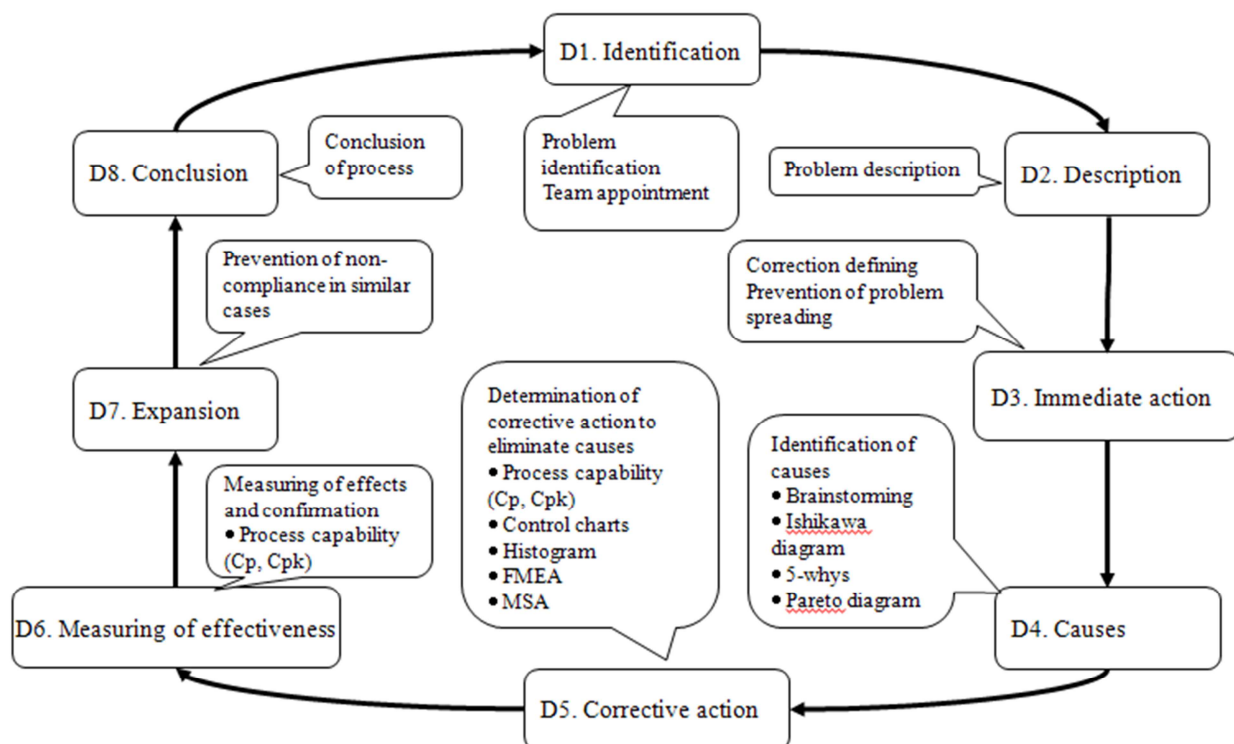 D1. Identification
Problem
identification
Team appointment
D2. Description
Problem description
D3. Immediate action
Correction defining
Prevention of problem
spreading
D4. Causes
Identification of
causes
• Brainstorming
• Ishikawa
diagram
• 5-whys
• Pareto diagram
D5. Corrective action
Determination of
corrective action to
eliminate causes
• Process capability
(Cp, Cpk)
• Control charts
• Histogram
• FMEA
• MSA
D6. Measuring of effectiveness
Measuring of effects
and confirmation
• Process capability
(Cp, Cpk)
D7. Expansion
Prevention of non-
compliance in similar
cases
D8. Conclusion
Conclusion
of process